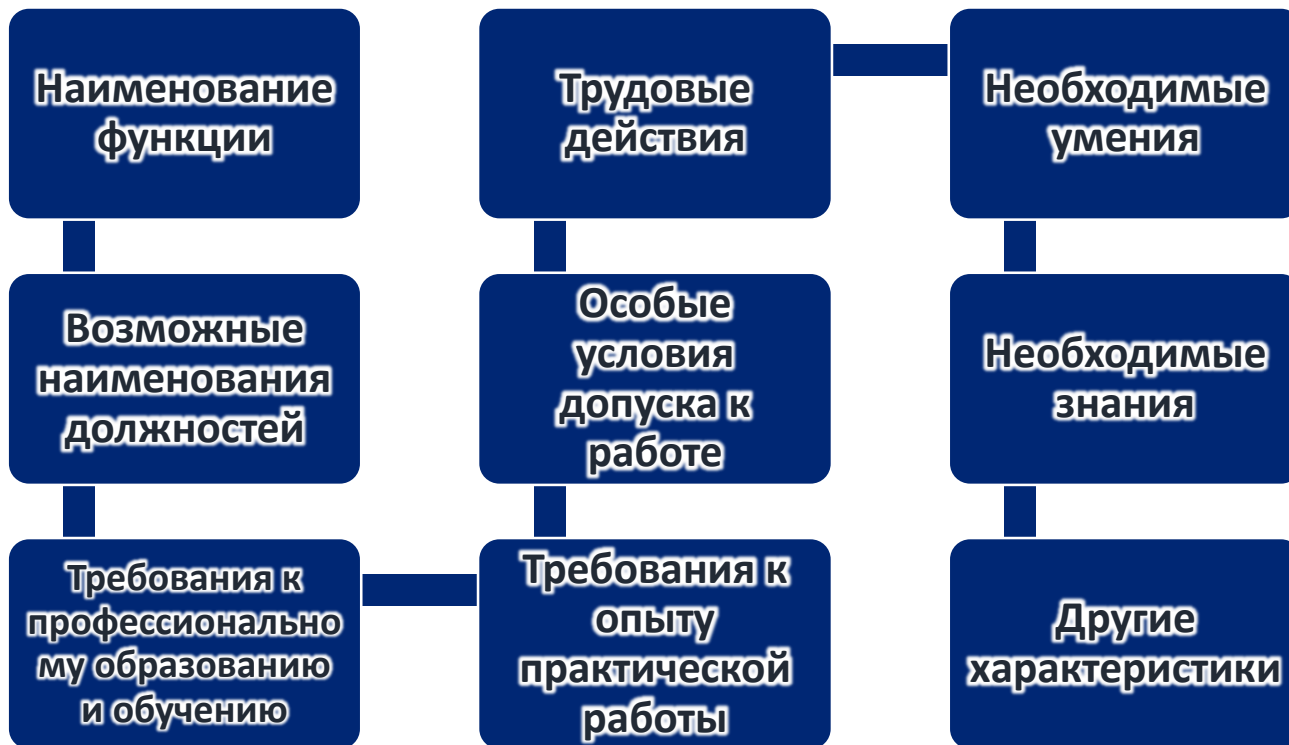 Наименование
функции
Возможные
наименования
должностей
Требования к
профессионально
му образованию
и обучению
Требования к
опыту
практической
работы
Особые
условия
допуска к
работе
Трудовые
действия
Необходимые
умения
Необходимые
знания
Другие
характеристики